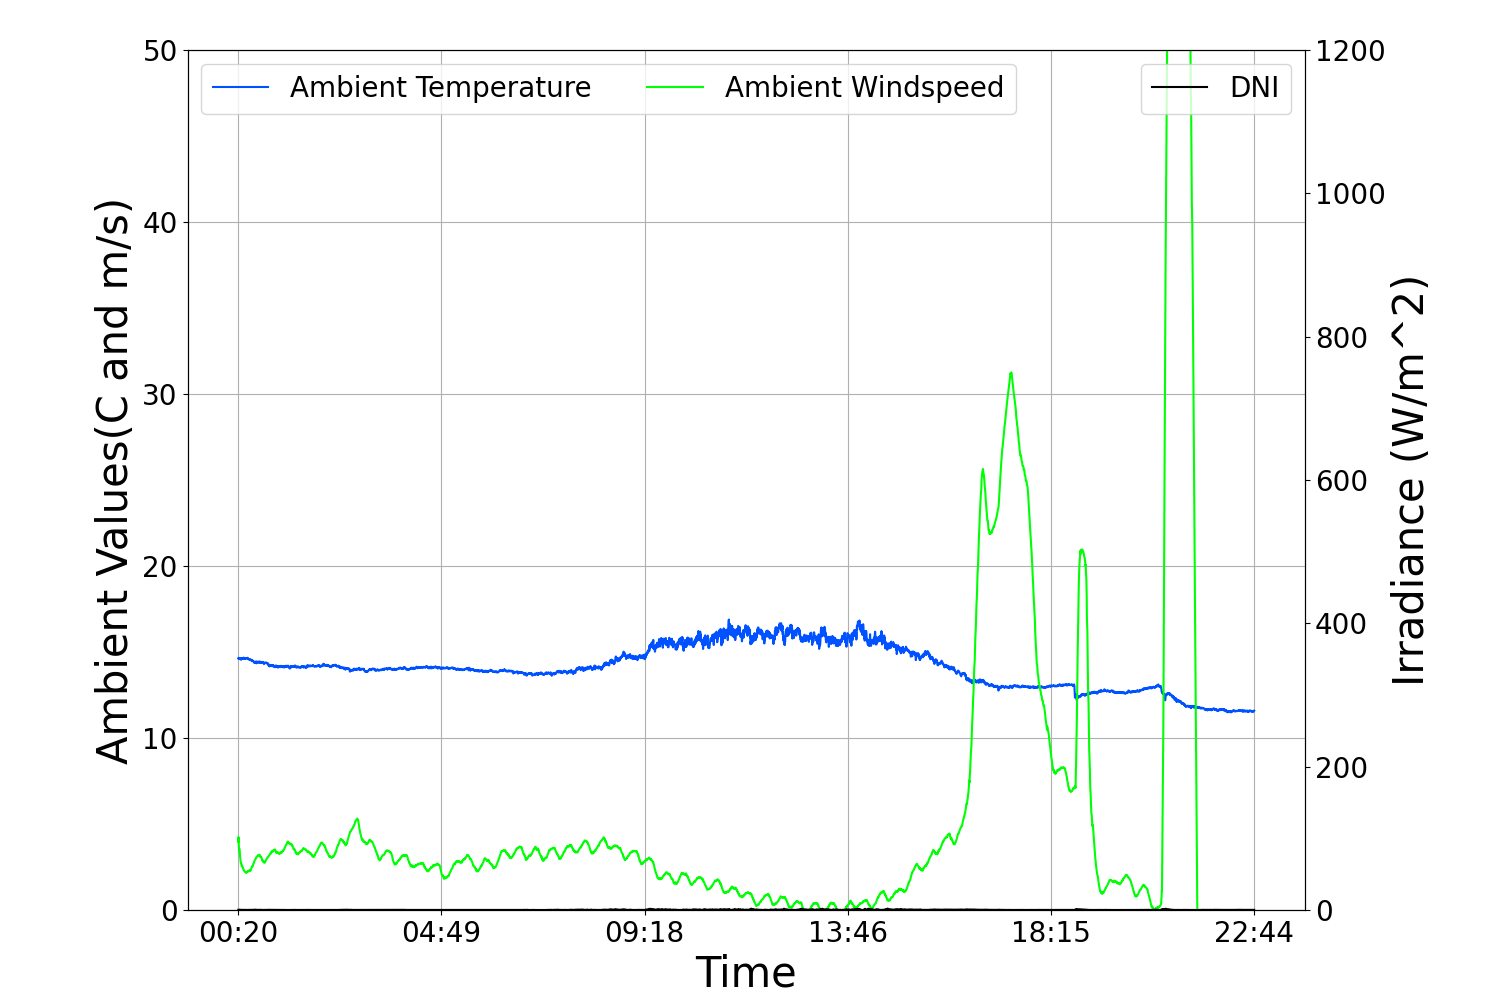 Ambient Temperature
Ambient Windspeed
DNI
50
40
30
20
10
0
Ambient Values(C and m/s)
1200
1000
800
600
400
200
0
Irradiance (W/m^2)
00:20 04:49 09:18 13:46 18:15 22:44
Time